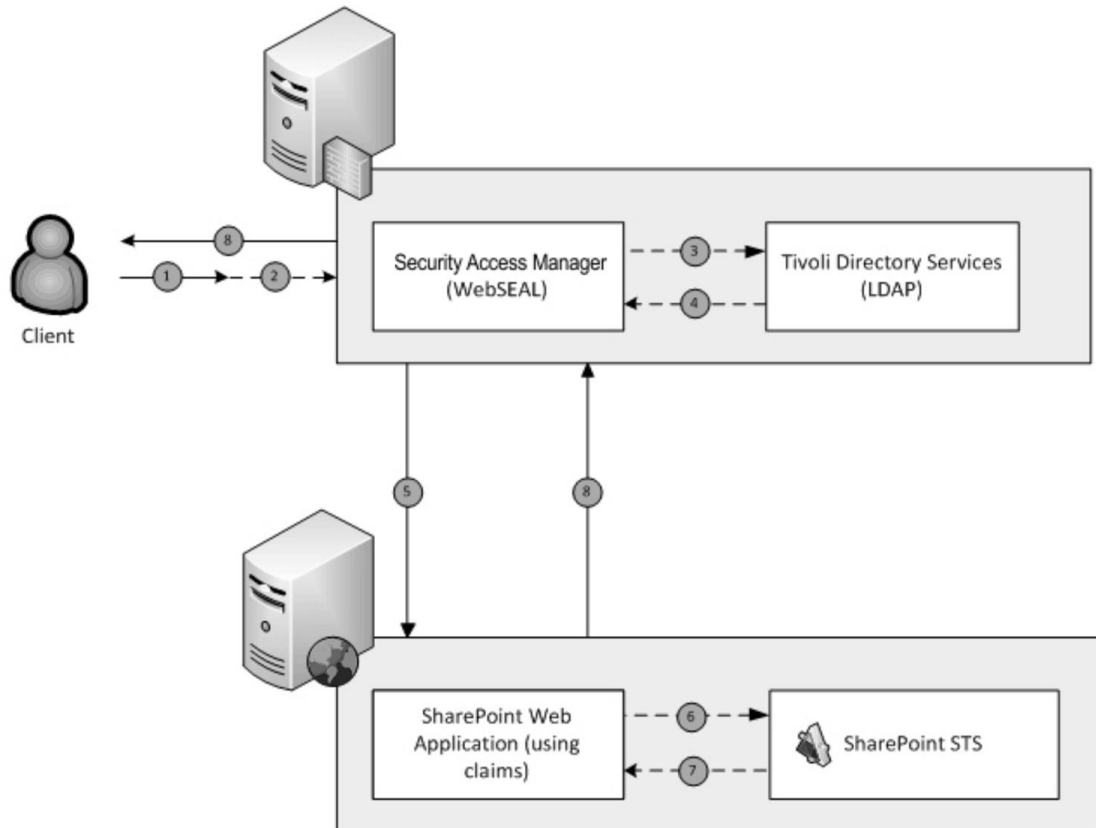 8
1
2
Client
Security Access Manager
(WebSEAL)
3
4
Tivoli Directory Services
(LDAP)
5
8
SharePoint Web
Application (using
claims)
6
7
SharePoint STS